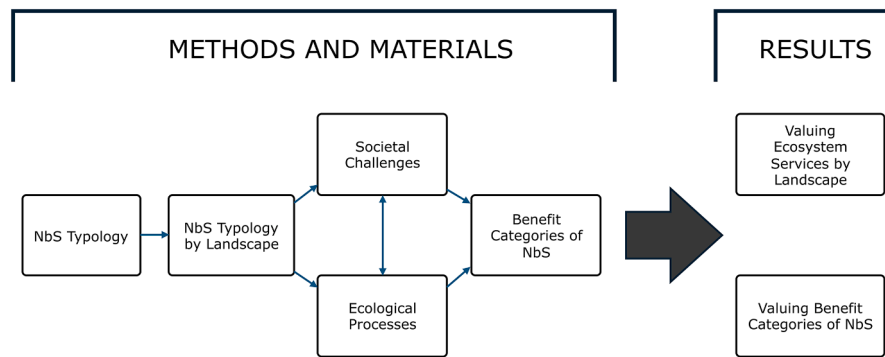 METHODS AND MATERIALS
RESULTS
Societal
Challenges
Valuing
Ecosystem
Services by
Landscape
NbS Typology
NbS Typology
by Landscape
Benefit
Categories of
NbS
Ecological
Processes
Valuing Benefit
Categories of NbS